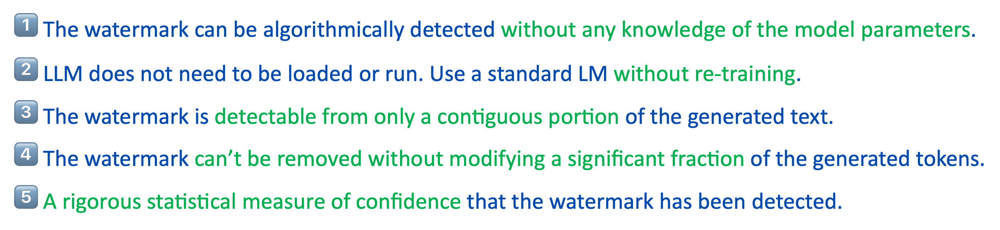 1 The watermark can be algorithmically detected without any knowledge of the model parameters.
2 LLM does not need to be loaded or run. Use a standard LM without re-training.
3 The watermark is detectable from only a contiguous portion of the generated text.
4 The watermark can’t be removed without modifying a significant fraction of the generated tokens.
5 A rigorous statistical measure of confidence that the watermark has been detected.